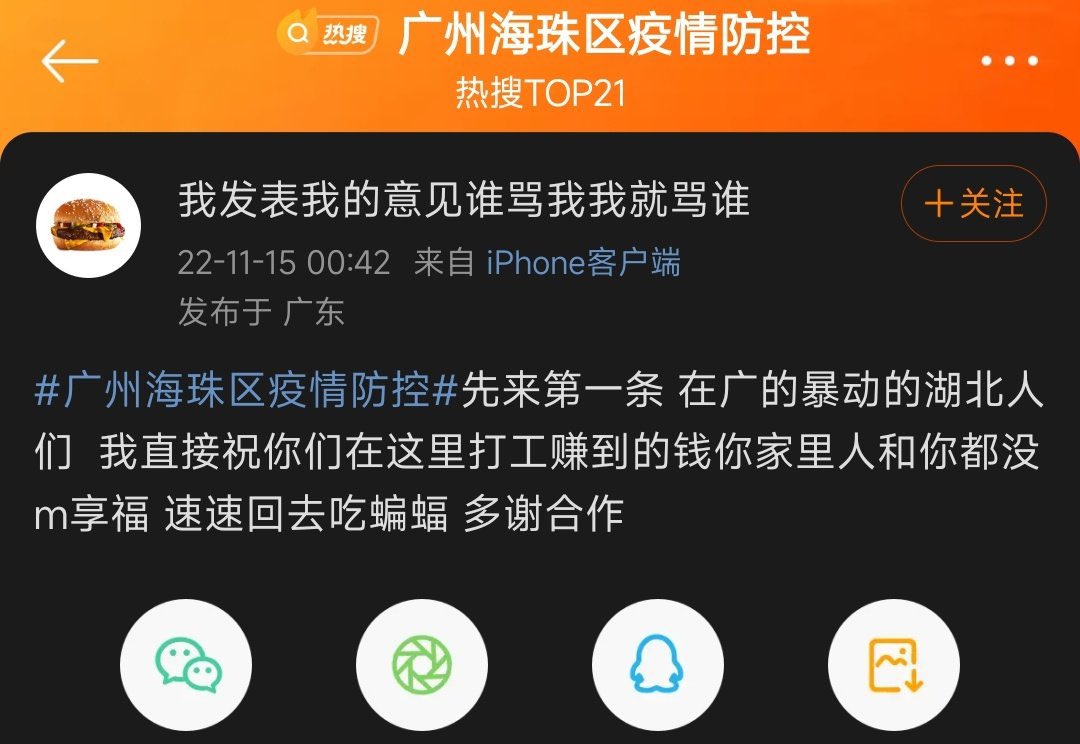 热搜 广州海珠区疫情防控
热搜TOP21
我发表我的意见谁骂我我就骂谁
+关注
22-11-15 00:42 来自 iPhone客户端
发布于 广东
#广州海珠区疫情防控#先来第一条 在广的暴动的湖北人
们 我直接祝你们在这里打工赚到的钱你家里人和你都没
m享福 速速回去吃蝙蝠 多谢合作